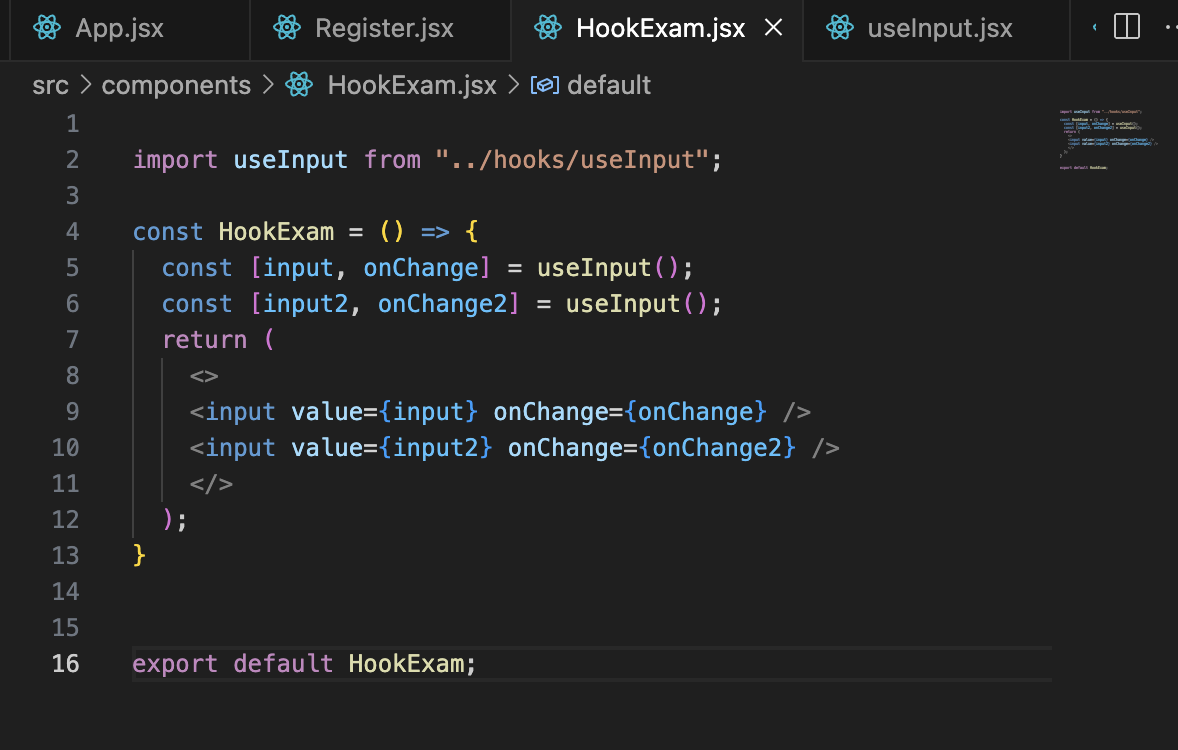 App.jsx Register.jsx HookExam.jsx useInput.jsx
src > components > HookExam.jsx > default
1
2 import useInput from "../hooks/useInput";
3
4 const HookExam = () => {
5 const [input, onChange] = useInput();
6 const [input2, onChange2] = useInput();
7 return (
8 <>
9 <input value={input} onChange={onChange} />
10 <input value={input2} onChange={onChange2} />
11 </>
12 );
13 }
14
15
16 export default HookExam;